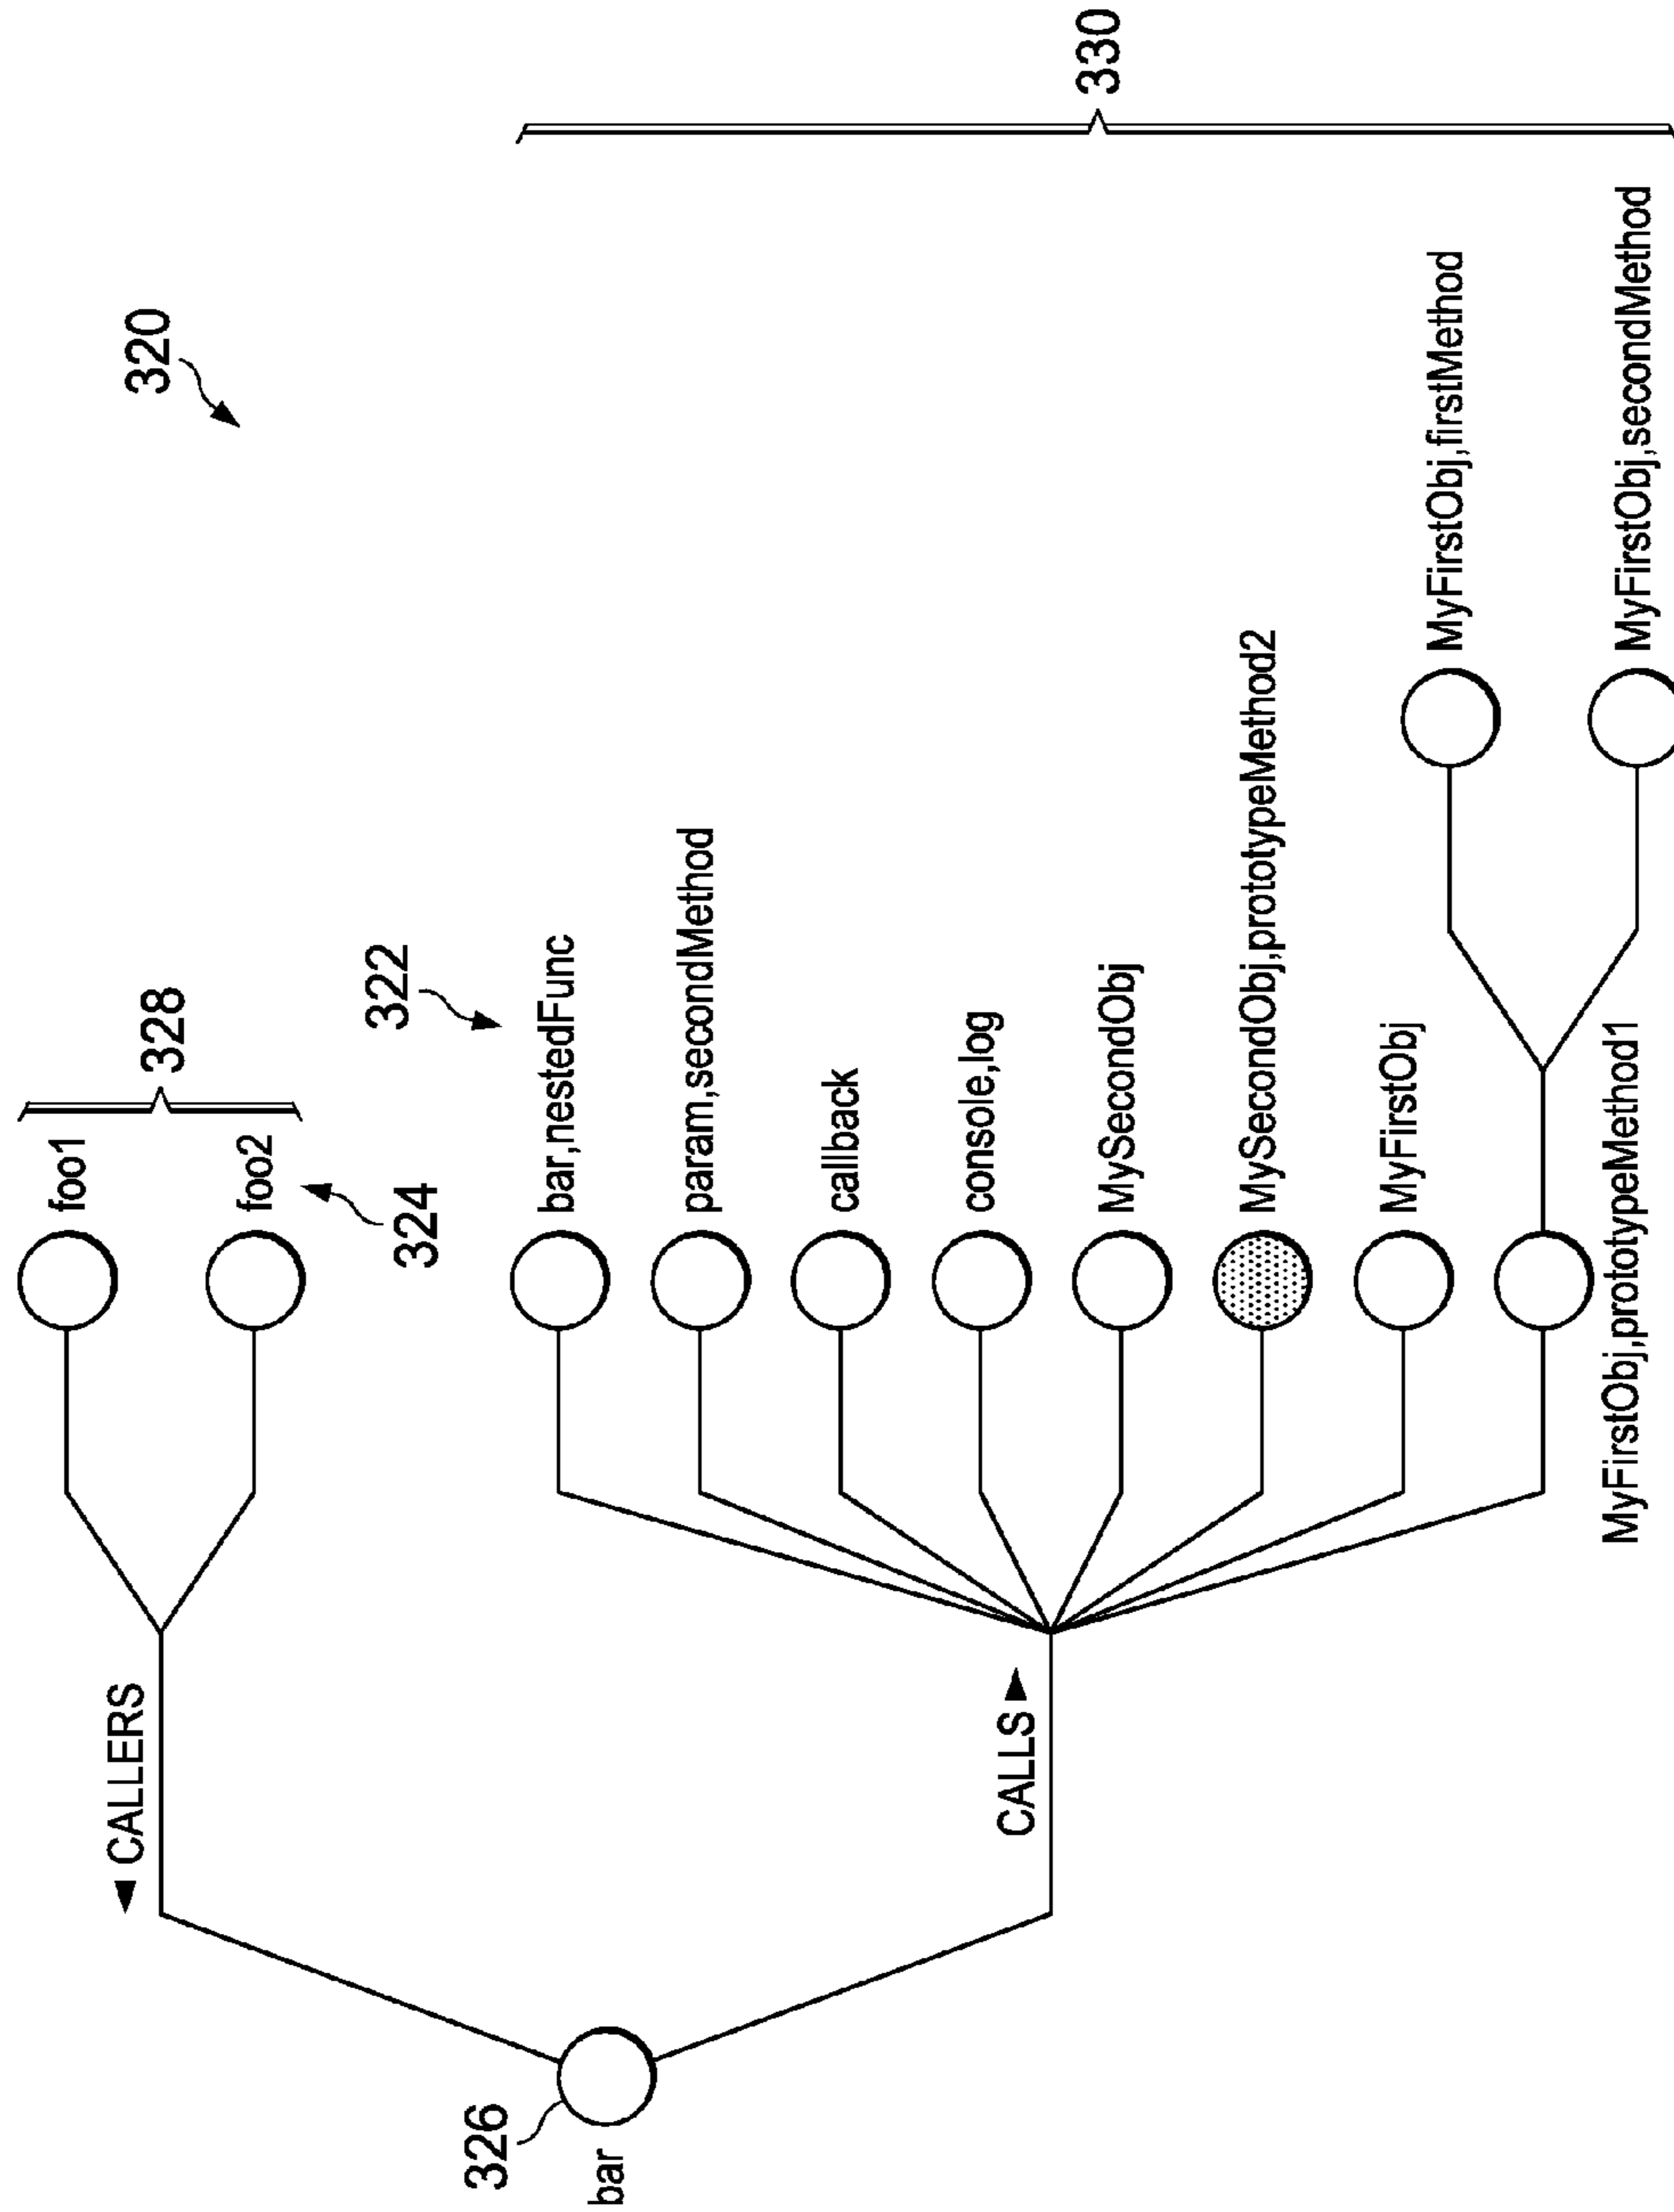 320
328
foo1
foo2
324
CALLERS
322
326
bar
CALLS
bar,nestedFunc
param,secondMethod
callback
console,log
MySecondObj
MySecondObj,prototypeMethod2
MyFirstObj
MyFirstObj,prototypeMethod1
MyFirstObj,firstMethod
MyFirstObj,secondMethod
330